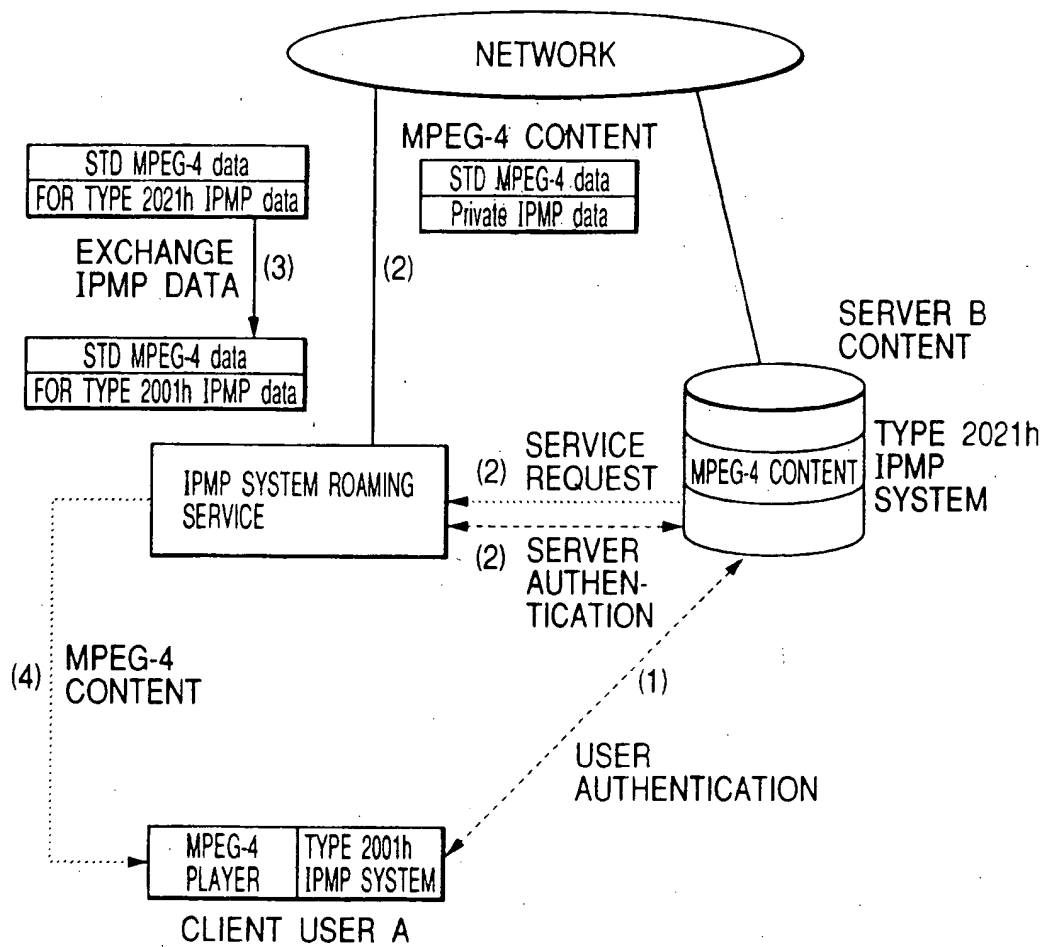 NETWORK
MPEG-4 CONTENT
STD MPEG-4 data
Private IPMP data
STD MPEG-4 data
FOR TYPE 2021h IPMP data
EXCHANGE
IPMP DATA
(3)
(2)
STD MPEG-4 data
FOR TYPE 2001h IPMP data
SERVER B
CONTENT
MPEG-4 CONTENT
TYPE 2021h
IPMP
SYSTEM
IPMP SYSTEM ROAMING
SERVICE
(2)
SERVICE
REQUEST
(2)
SERVER
AUTHEN-
TICATION
(4)
MPEG-4
CONTENT
(1)
USER
AUTHENTICATION
MPEG-4
PLAYER
TYPE 2001h
IPMP SYSTEM
CLIENT USER A